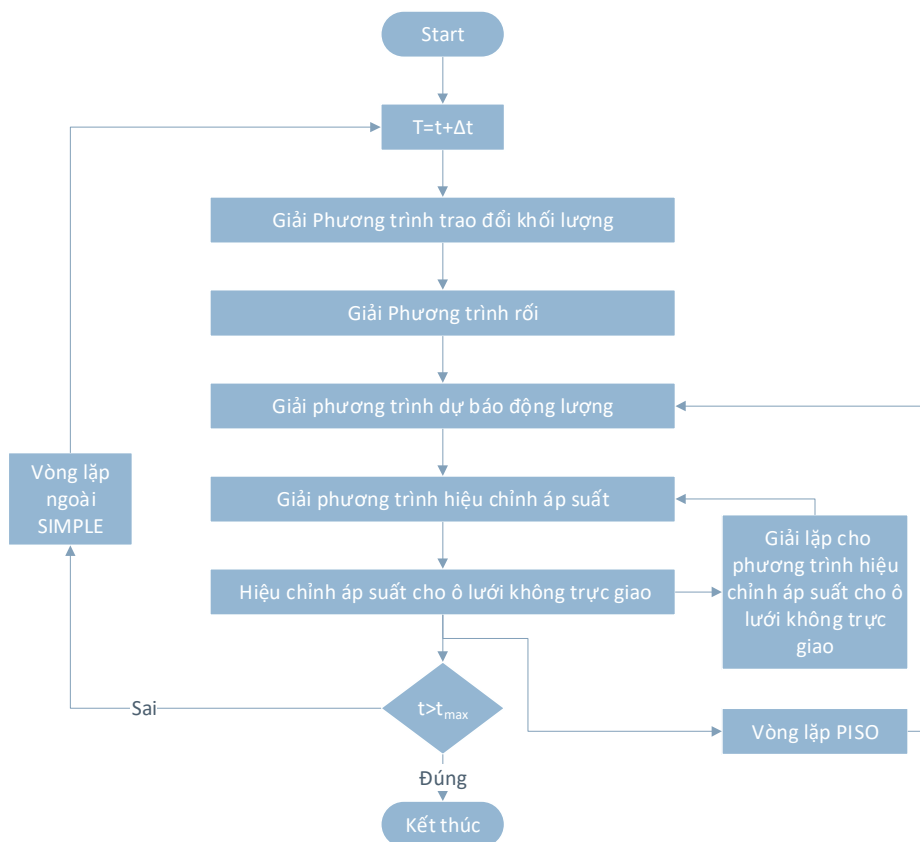 Start
T=t+Δt
Giải Phương trình trao đổi khối lượng
Giải Phương trình rối
Giải phương trình dự báo động lượng
Vòng lặp
ngoài
SIMPLE
Giải phương trình hiệu chỉnh áp suất
Giải lặp cho
phương trình hiệu
chỉnh áp suất cho ô
lưới không trực
giao
Hiệu chỉnh áp suất cho ô lưới không trực giao
Sai
t>tmax
Vòng lặp PISO
Đúng
Kết thúc